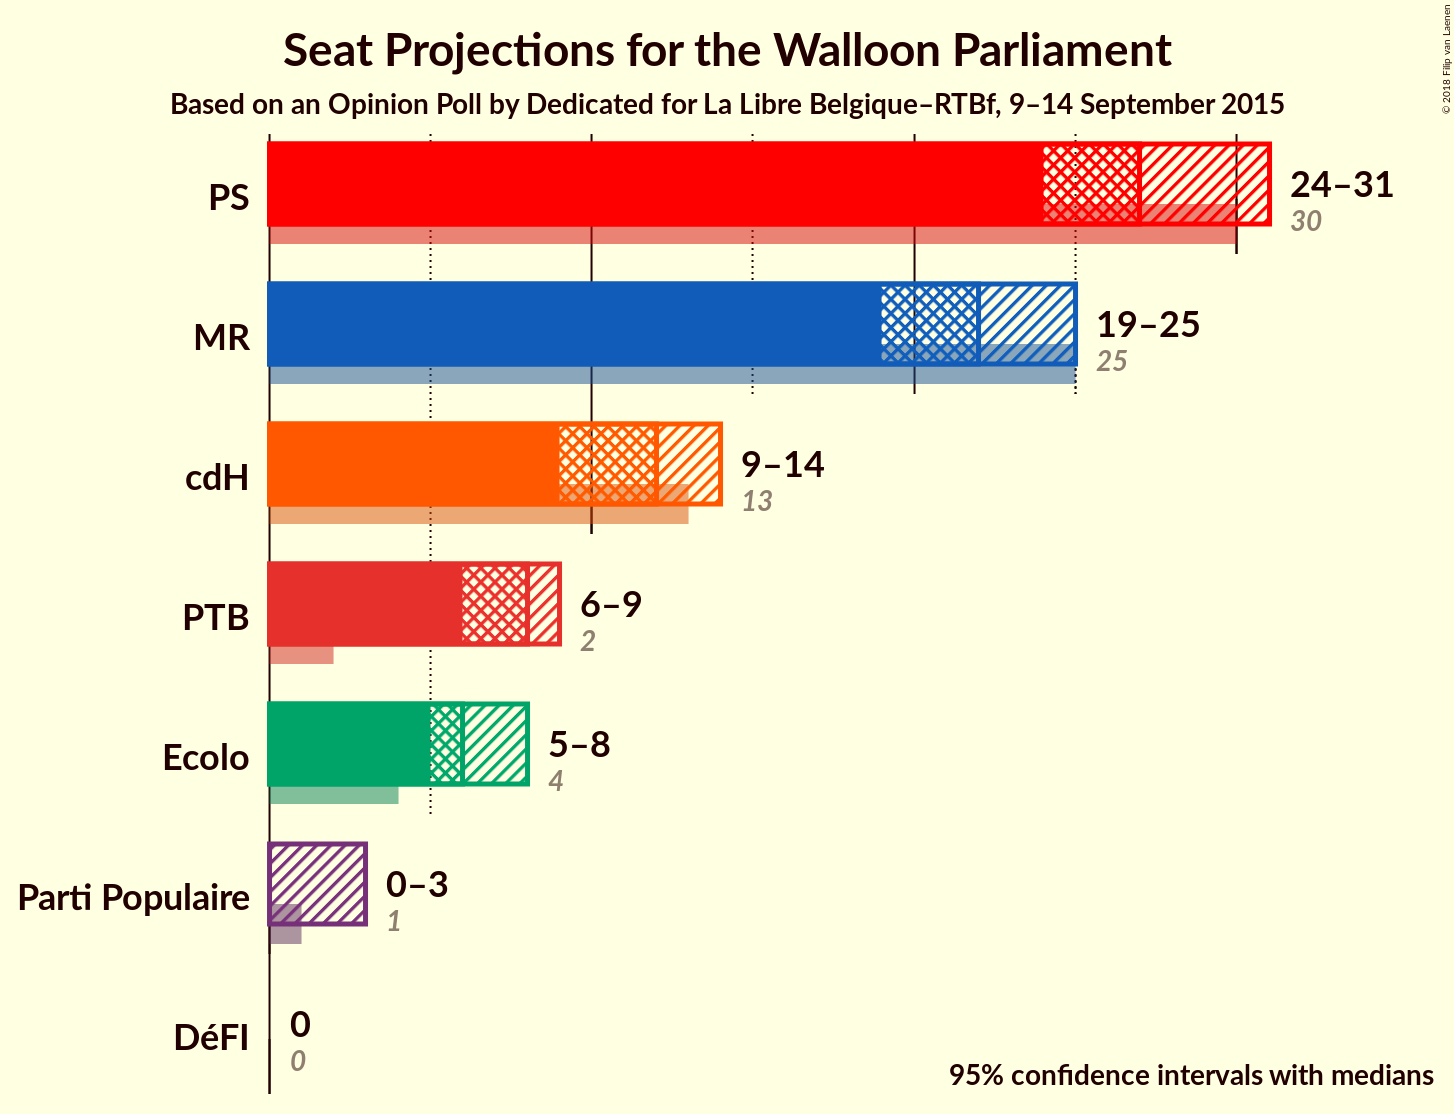 Seat Projections for the Walloon Parliament
Based on an Opinion Poll by Dedicated for La Libre Belgique–RTBf, 9–14 September 2015
© 2018 Filip van Laenen
PS
24–31
30
MR
19–25
25
cdH
9–14
13
PTB
6–9
2
Ecolo
5–8
4
Parti Populaire
0–3
1
DéFI
0
0
95% confidence intervals with medians